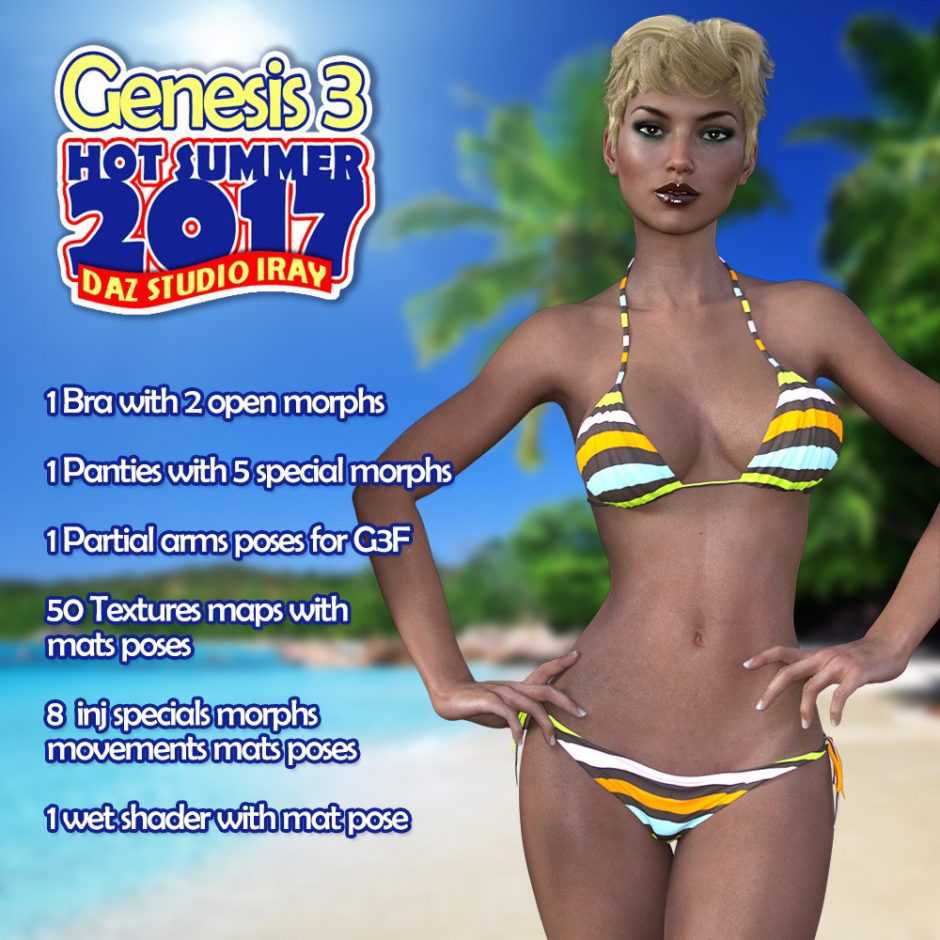 Genesis 3
HOT SUMMER
2017
DAZ STUDIO IRAY
1 Bra with 2 open morphs
1 Panties with 5 special morphs
1 Partial arms poses for G3F
50 Textures maps with
mats poses
8 inj specials morphs
movements mats poses
1 wet shader with mat pose